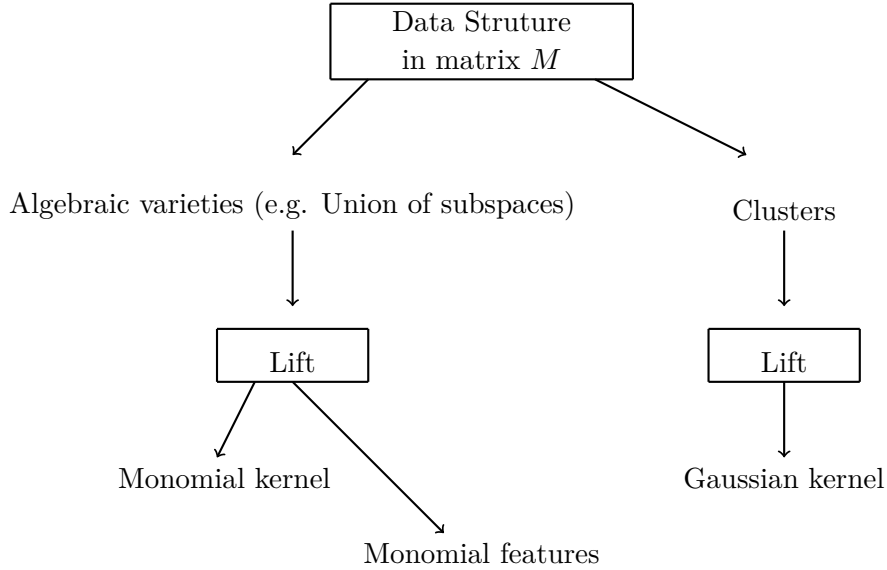 Data Struture
in matrix M
Algebraic varieties (e.g. Union of subspaces)
Clusters
Lift
Lift
Monomial kernel
Gaussian kernel
Monomial features